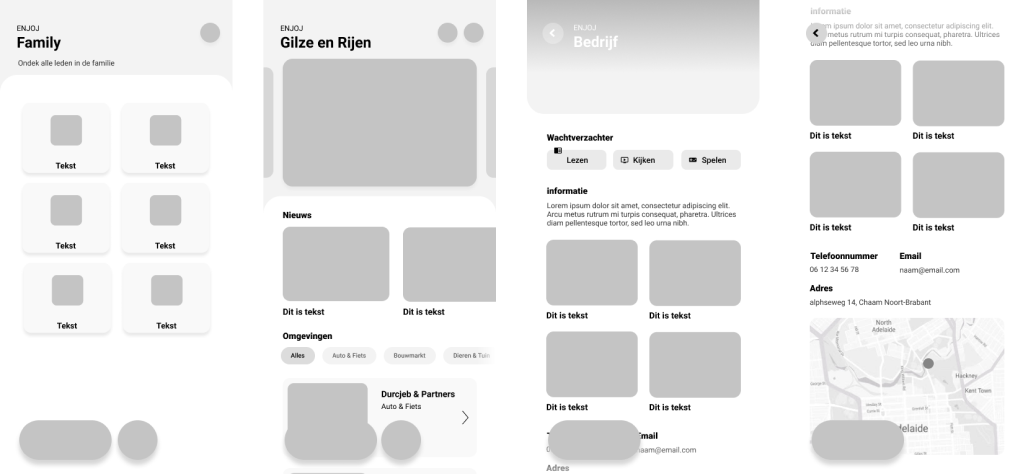 ENJOJ
Family
Ondek alle leden in de familie
Tekst
Tekst
Tekst
Tekst
Tekst
Tekst
ENJOJ
Gilze en Rijen
Nieuws
Dit is tekst
Dit is tekst
Omgevingen
Alles
Auto & Fiets
Bouwmarkt
Dieren & Tuin
Durcjeb & Partners
Auto & Fiets
ENJOJ
Bedrijf
Wachtverzachter
Lezen
Kijken
Spelen
informatie
Lorem ipsum dolor sit amet, consectetur adipiscing elit.
Arcu metus rutrum mi turpis consequat, pharetra. Ultrices
diam pellentesque tortor, sed leo urna nibh.
Dit is tekst
Dit is tekst
Dit is tekst
Dit is tekst
Email
naam@email.com
Adres
informatie
ipsum dolor sit amet, consectetur adipiscing elit.
metus rutrum mi turpis consequat, pharetra. Ultrices
diam pellentesque tortor, sed leo urna nibh.
Dit is tekst
Dit is tekst
Dit is tekst
Dit is tekst
Telefoonnummer
Email
06 12 34 56 78
naam@email.com
Adres
alphseweg 14, Chaam Noort-Brabant
North
Adelaide
Hackney
Kent Town
delaide